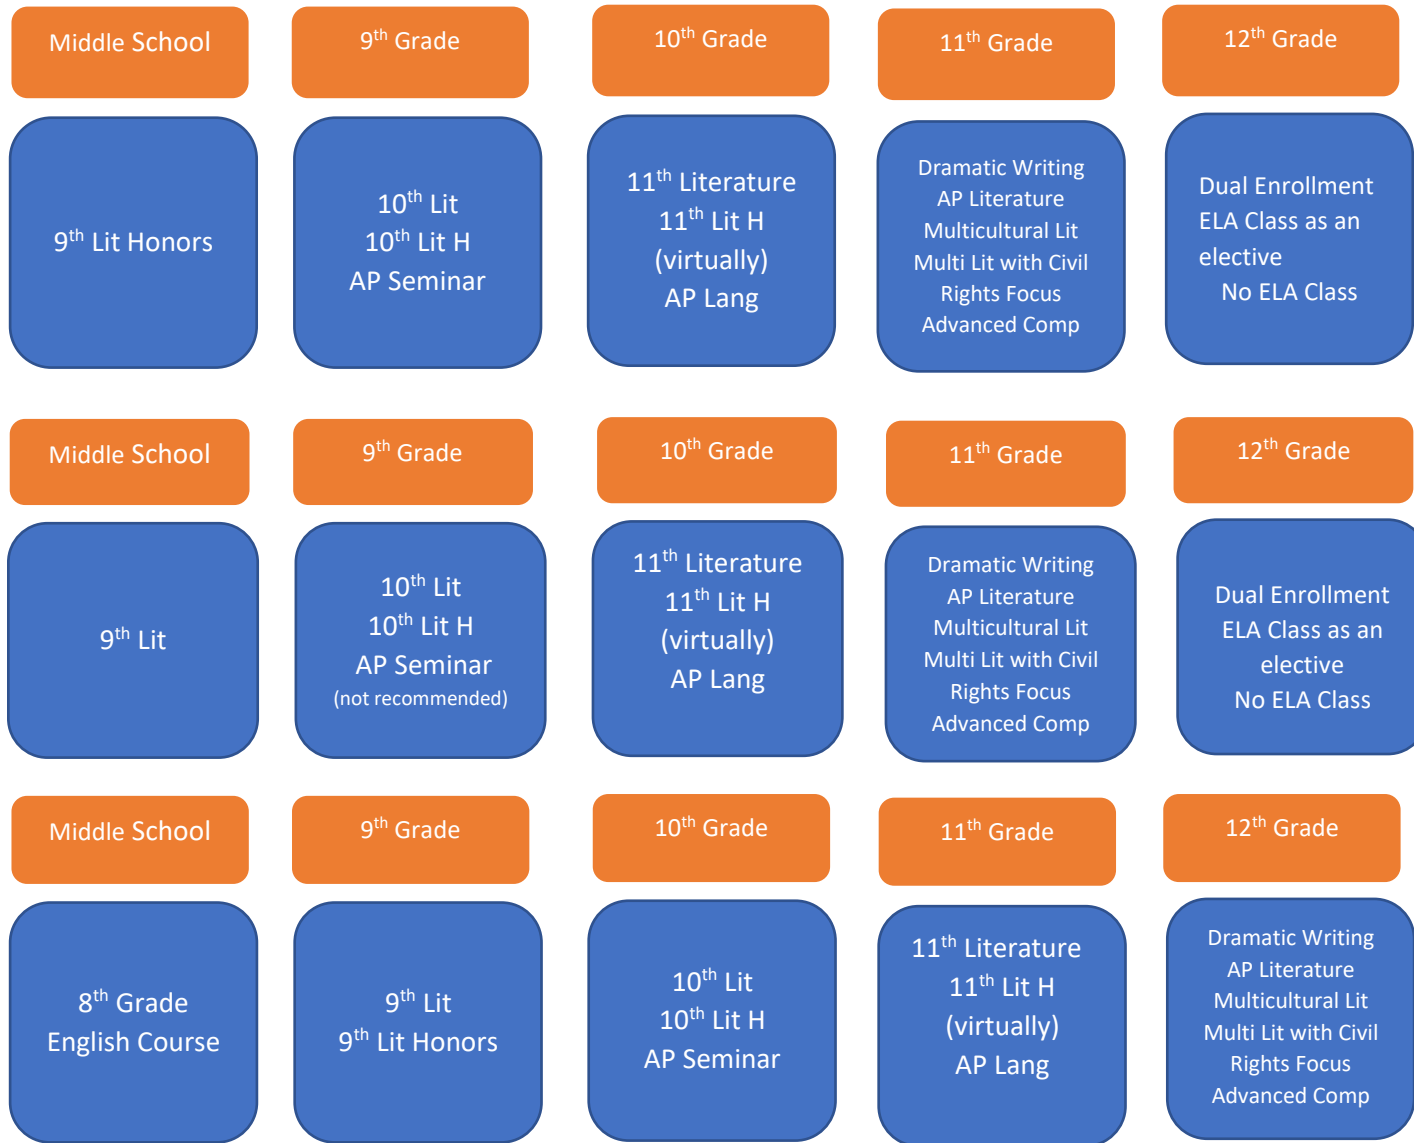 Middle School
9th Grade
10th Grade
11th Grade
12th Grade
9th Lit Honors
10th Lit
10th Lit H
AP Seminar
11th Literature
11th Lit H
(virtually)
AP Lang
Dramatic Writing
AP Literature
Multicultural Lit
Multi Lit with Civil
Rights Focus
Advanced Comp
Dual Enrollment
ELA Class as an
elective
No ELA Class
Middle School
9th Grade
10th Grade
11th Grade
12th Grade
9th Lit
10th Lit
10th Lit H
AP Seminar
(not recommended)
11th Literature
11th Lit H
(virtually)
AP Lang
Dramatic Writing
AP Literature
Multicultural Lit
Multi Lit with Civil
Rights Focus
Advanced Comp
Dual Enrollment
ELA Class as an
elective
No ELA Class
Middle School
9th Grade
10th Grade
11th Grade
12th Grade
8th Grade
English Course
9th Lit
9th Lit Honors
10th Lit
10th Lit H
AP Seminar
11th Literature
11th Lit H
(virtually)
AP Lang
Dramatic Writing
AP Literature
Multicultural Lit
Multi Lit with Civil
Rights Focus
Advanced Comp